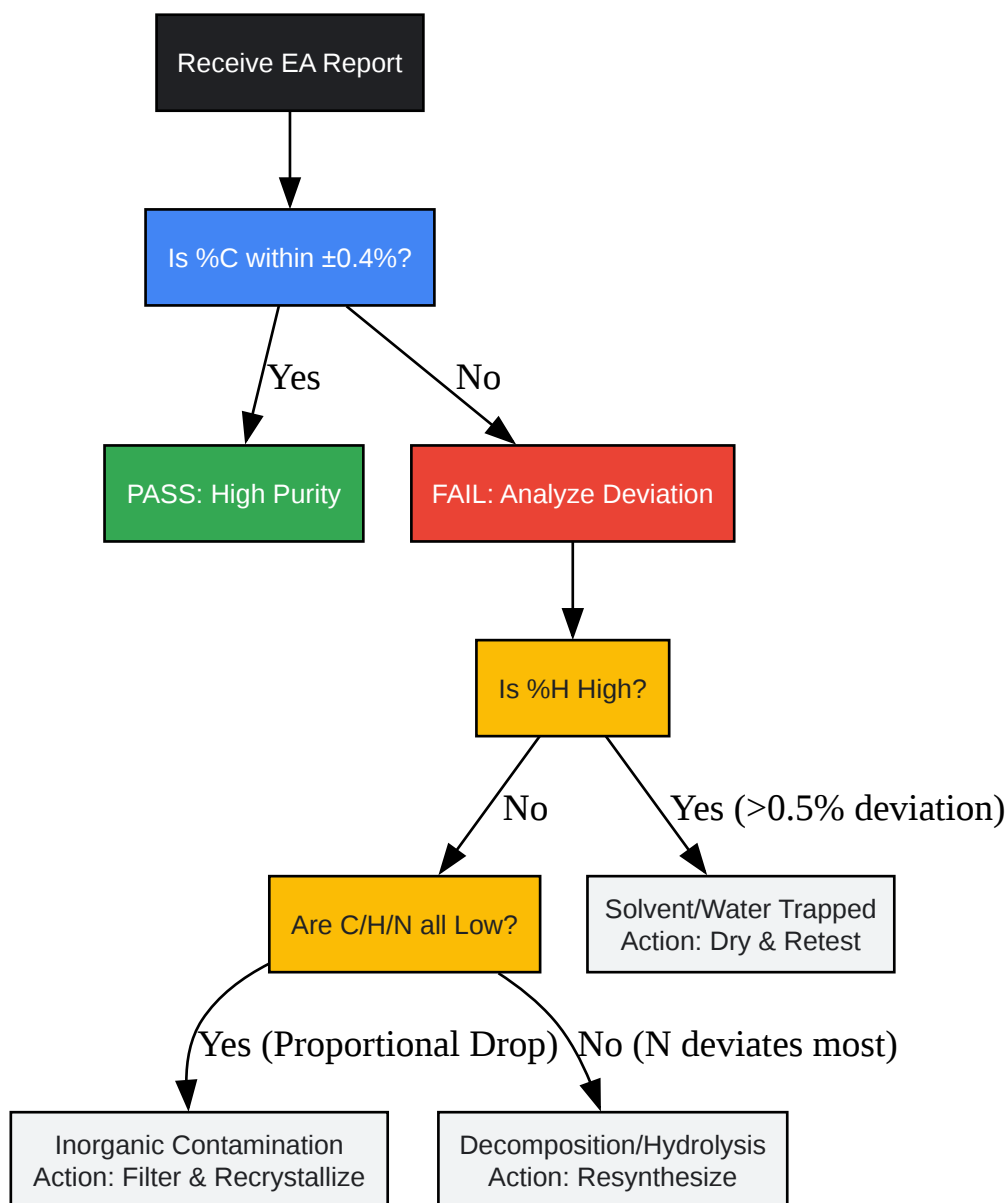 Receive EA Report
Is %C within ±0.4%?
Yes
No
PASS: High Purity
FAIL: Analyze Deviation
Is %H High?
No
Yes (>0.5% deviation)
Are C/H/N all Low?
Solvent/Water Trapped
Action: Dry & Retest
Yes (Proportional Drop)
No (N deviates most)
Inorganic Contamination
Action: Filter & Recrystallize
Decomposition/Hydrolysis
Action: Resynthesize